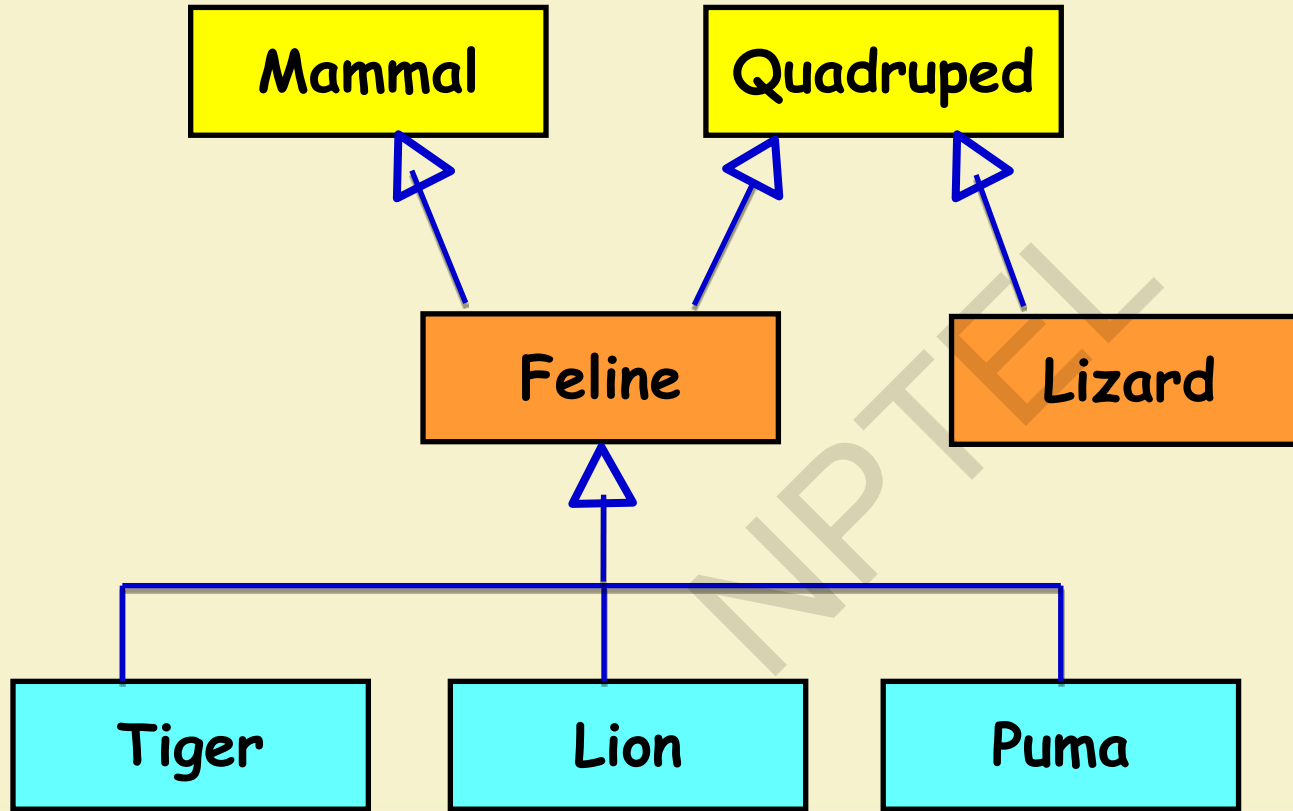 Mammal
Quadruped
Feline
Lizard
NPTEL
Tiger
Lion
Puma